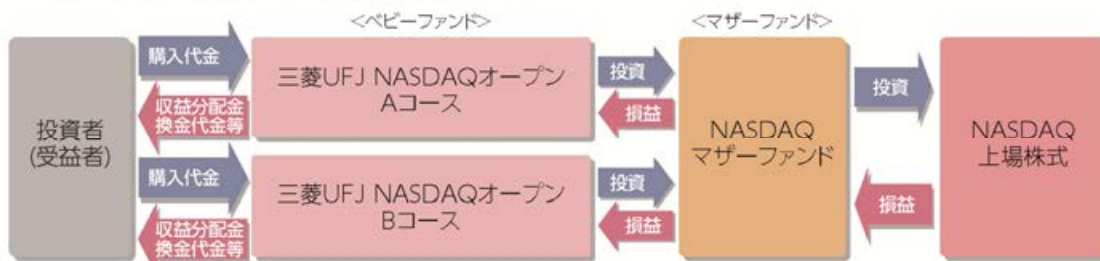 <ベビーファンド>
<マザーファンド>
投資者
(受益者)
購入代金
収益分配金
換金代金等
三菱UFJ NASDAQオープン
Aコース
投資
損益
購入代金
収益分配金
換金代金等
三菱UFJ NASDAQオープン
Bコース
投資
損益
NASDAQ
マザーファンド
投資
損益
NASDAQ
上場株式